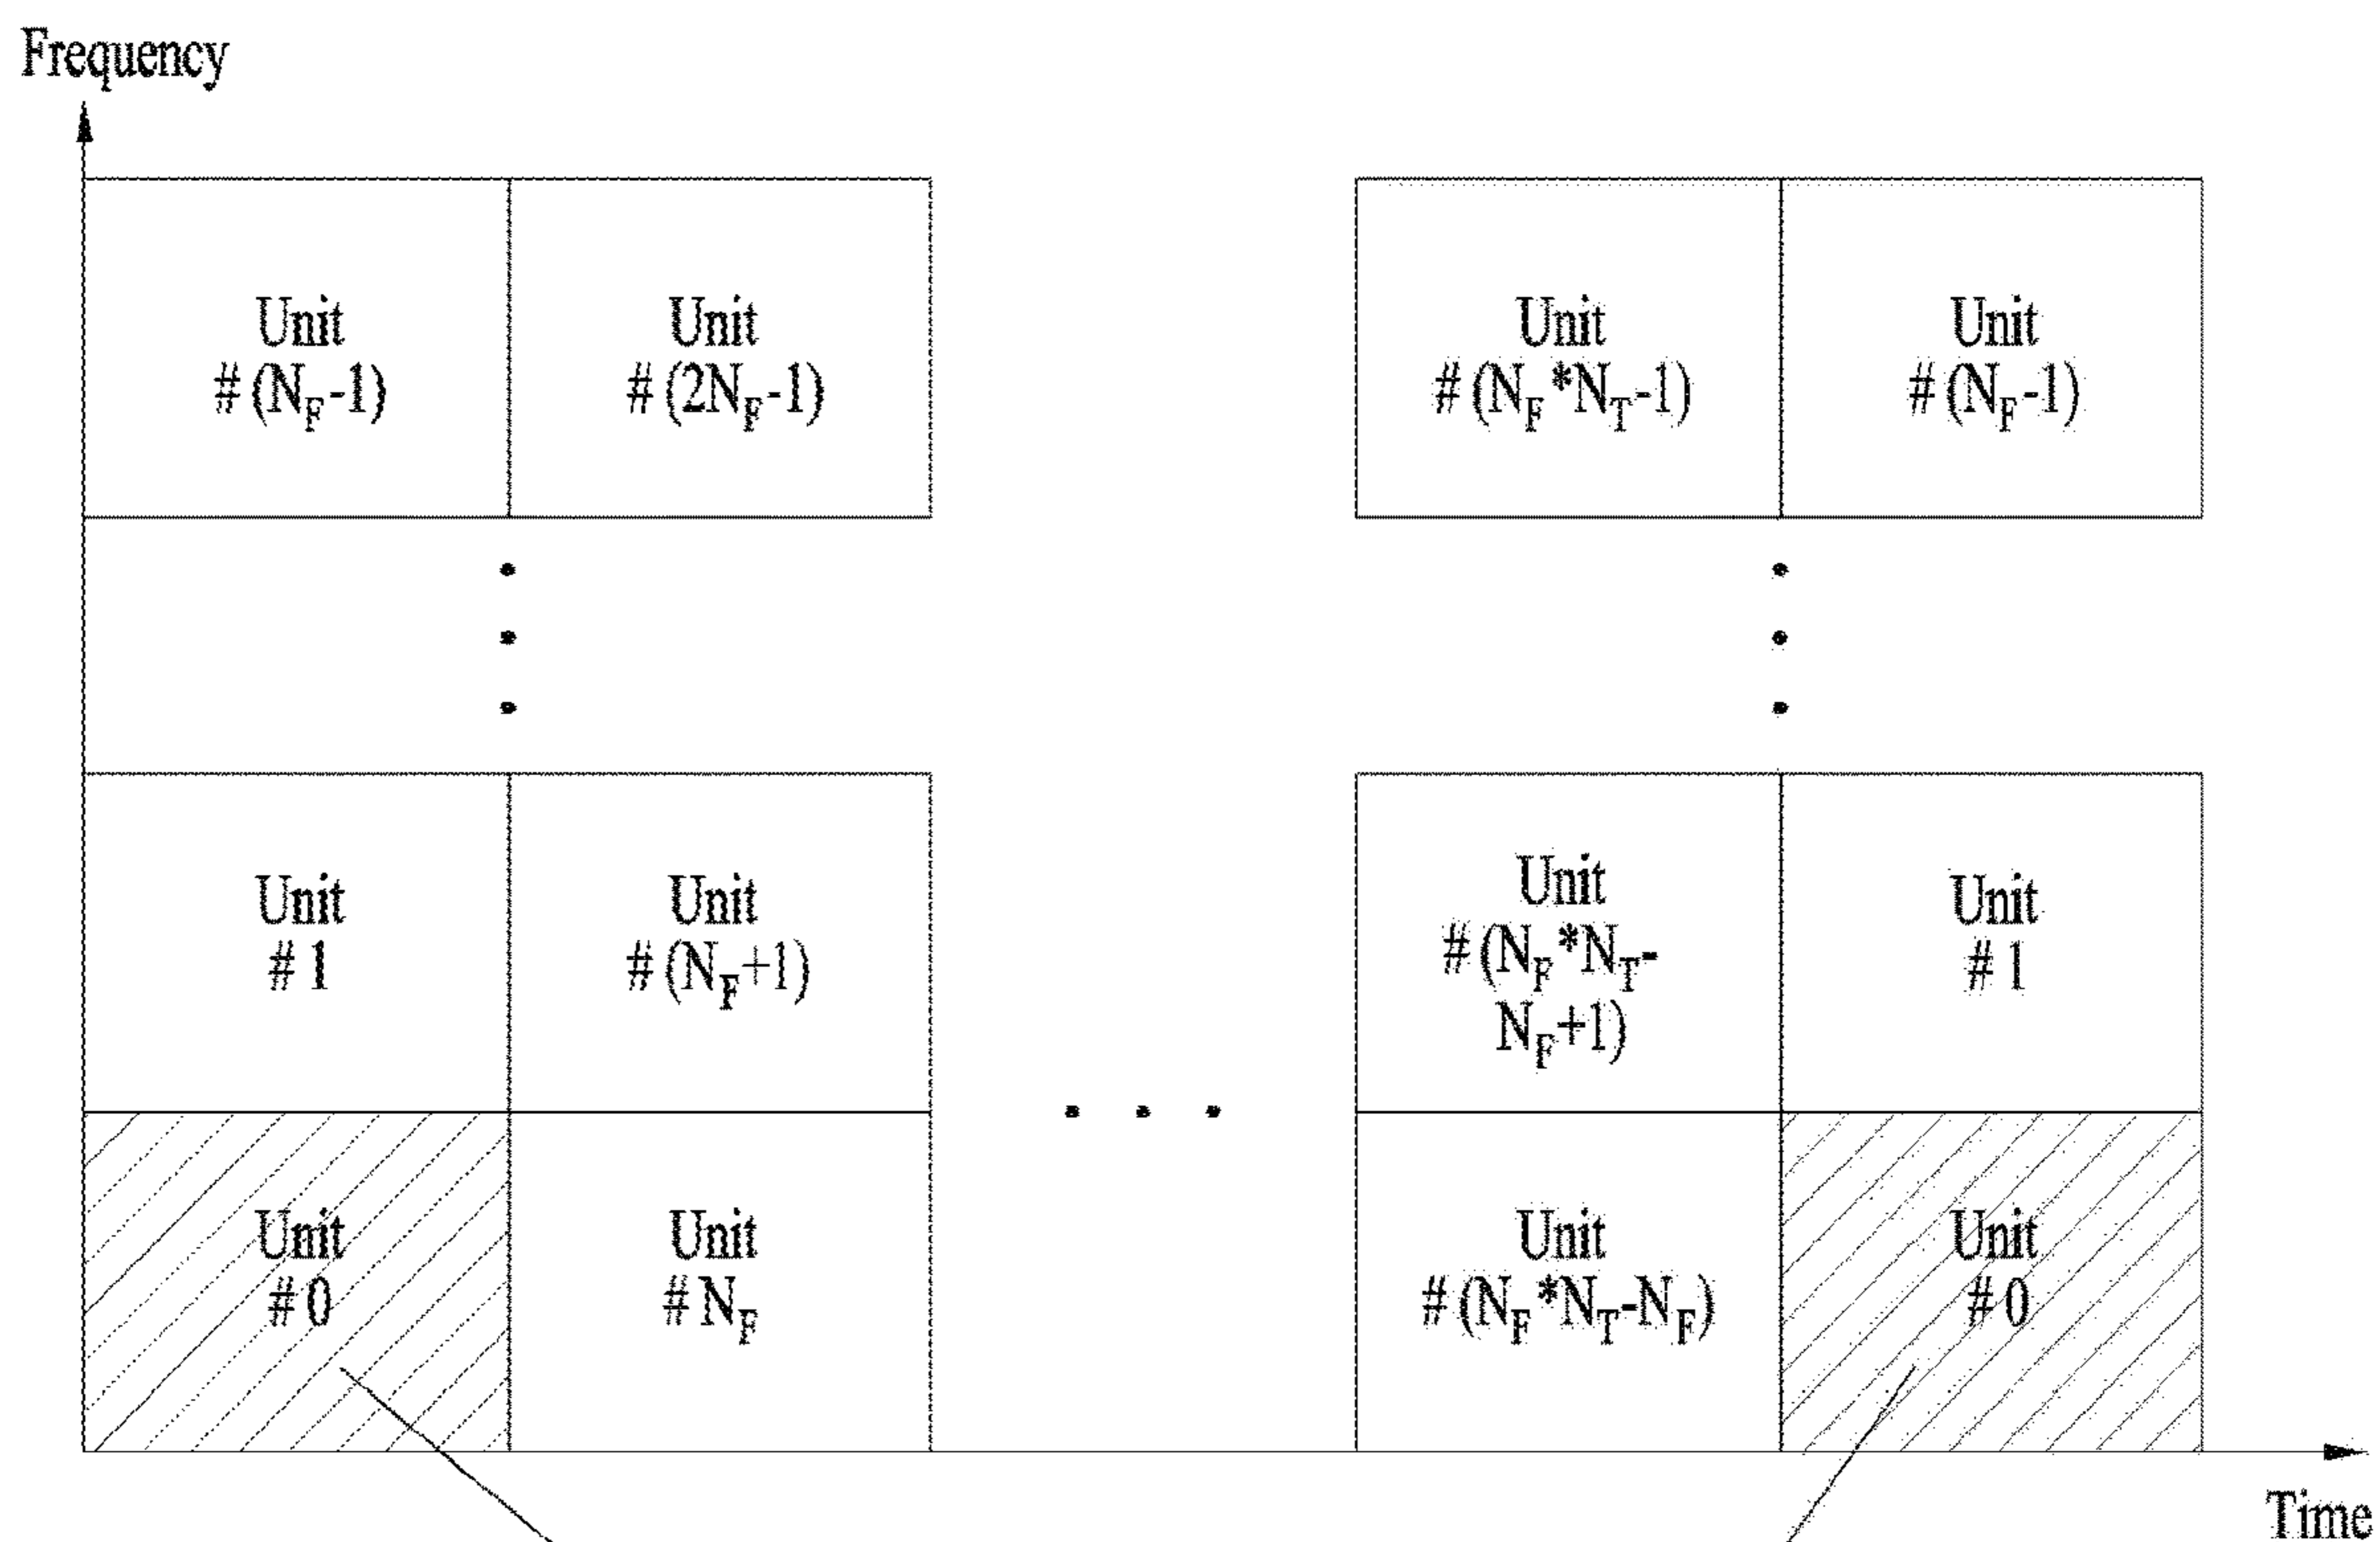 Frequency
Unit
# (N_F-1)
Unit
# (2N_F-1)
Unit
# (N_F*N_T-1)
Unit
# (N_F-1)
Unit
# 1
Unit
# (N_F+1)
Unit
# (N_F*N_T-
N_F+1)
Unit
# 1
Unit
# 0
Unit
# N_F
Unit
# (N_F*N_T-N_F)
Unit
# 0
Time